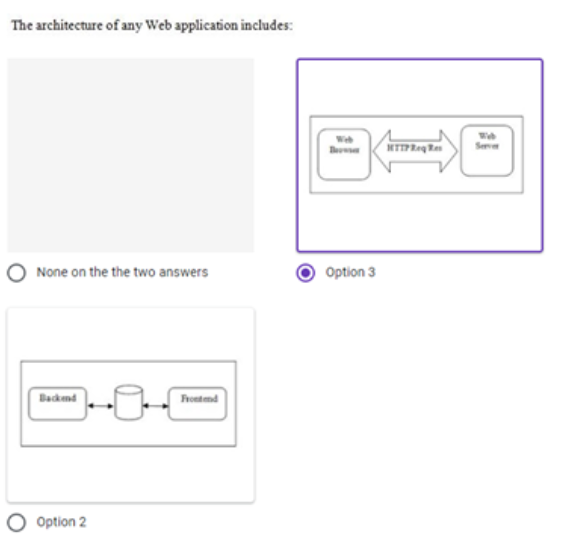 The architecture of any Web application includes:
Web
Browser
HTTP Req Res
Web
Server
None on the the two answers
Option 3
Backend
Frontend
Option 2